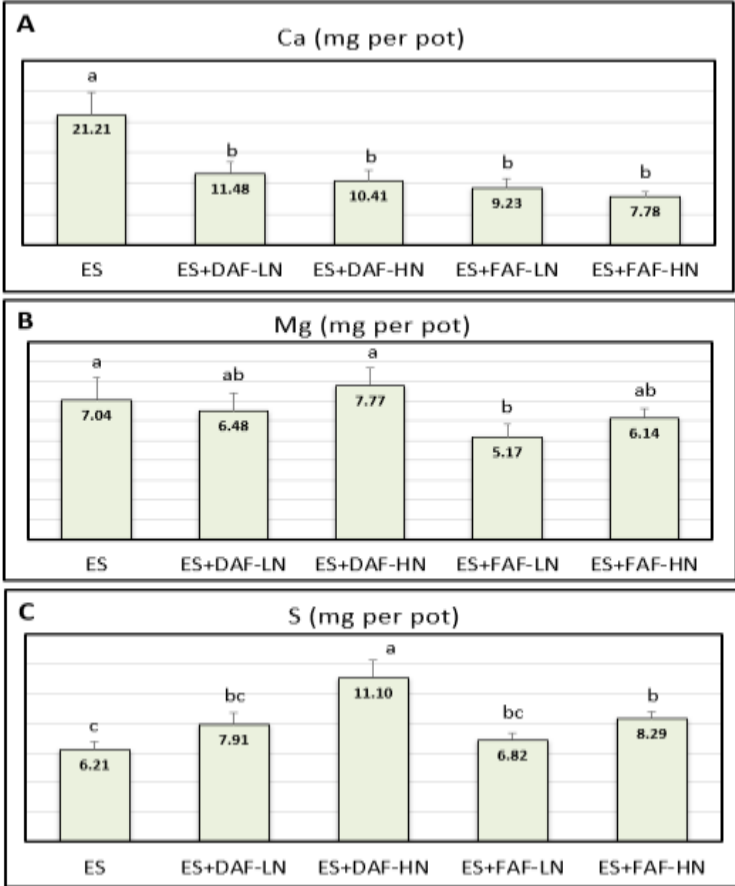 A
Ca (mg per pot)
a
b
b
b
b
21.21
11.48
10.41
9.23
7.78
ES ES+DAF-LN ES+DAF-HN ES+FAF-LN ES+FAF-HN
B
Mg (mg per pot)
a
ab
a
b
ab
7.04
6.48
7.77
5.17
6.14
ES ES+DAF-LN ES+DAF-HN ES+FAF-LN ES+FAF-HN
C
S (mg per pot)
c
bc
a
bc
b
6.21
7.91
11.10
6.82
8.29
ES ES+DAF-LN ES+DAF-HN ES+FAF-LN ES+FAF-HN